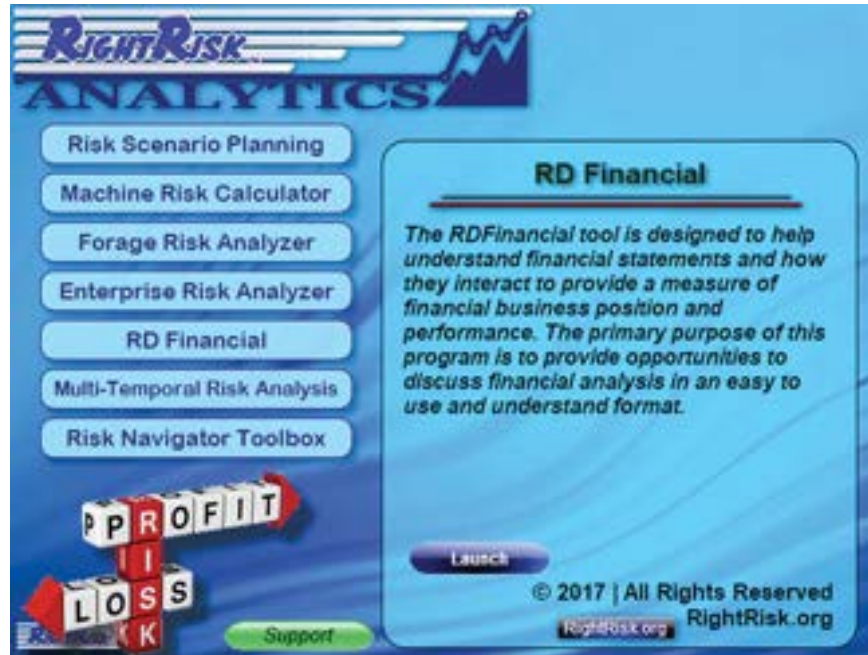 RIGHTRISK
ANALYTICS
Risk Scenario Planning
Machine Risk Calculator
Forage Risk Analyzer
Enterprise Risk Analyzer
RD Financial
Multi-Temporal Risk Analysis
Risk Navigator Toolbox
PROFIT
RISK
LOSS
Support
RD Financial
The RDFinancial tool is designed to help
understand financial statements and how
they interact to provide a measure of
financial business position and
performance. The primary purpose of this
program is to provide opportunities to
discuss financial analysis in an easy to
use and understand format.
Launch
© 2017 | All Rights Reserved
RightRisk.org
RightRisk.org